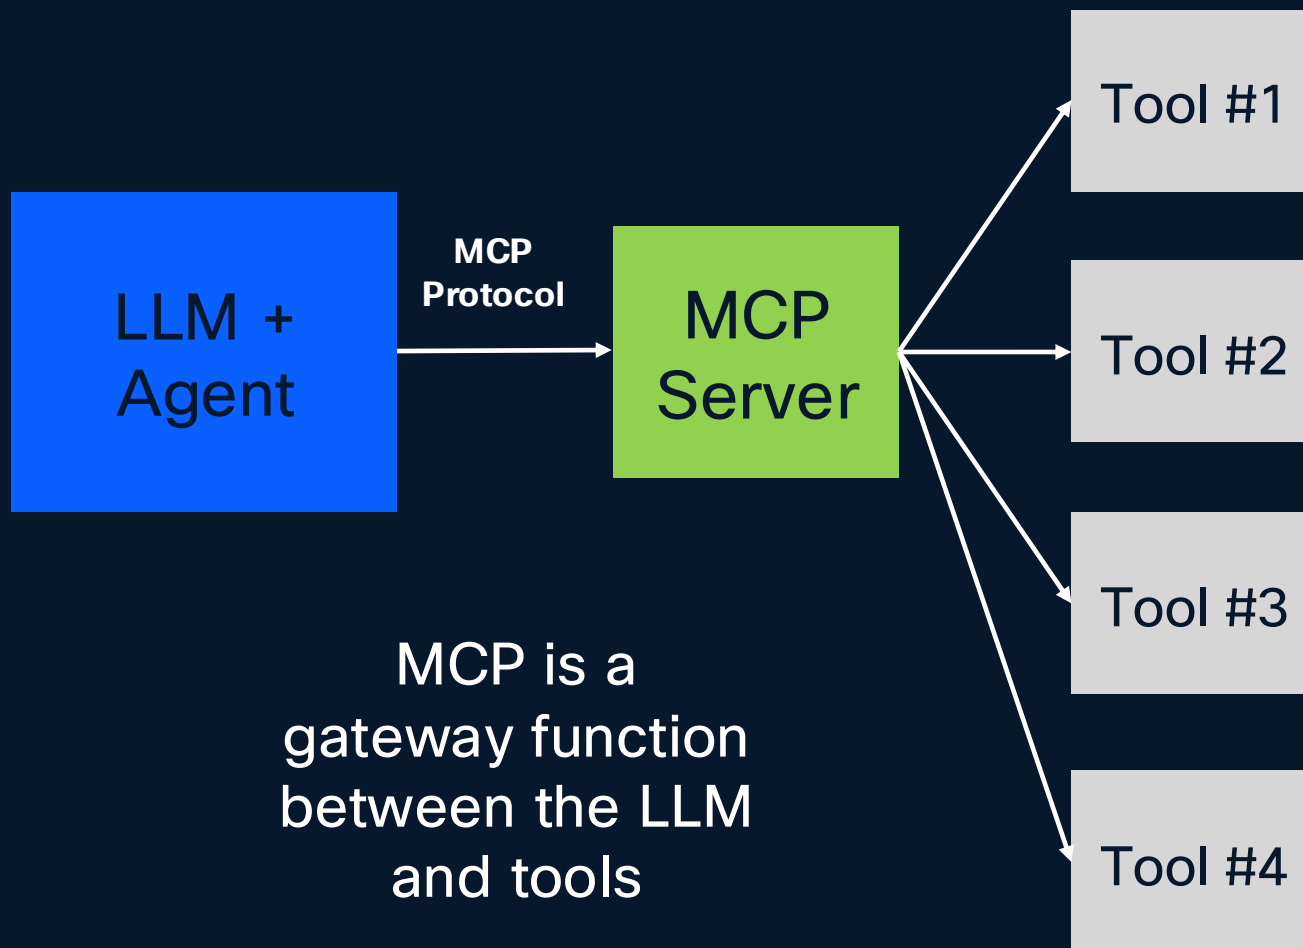 LLM +
Agent
MCP
Protocol
MCP
Server
Tool #1
Tool #2
Tool #3
Tool #4
MCP is a
gateway function
between the LLM
and tools